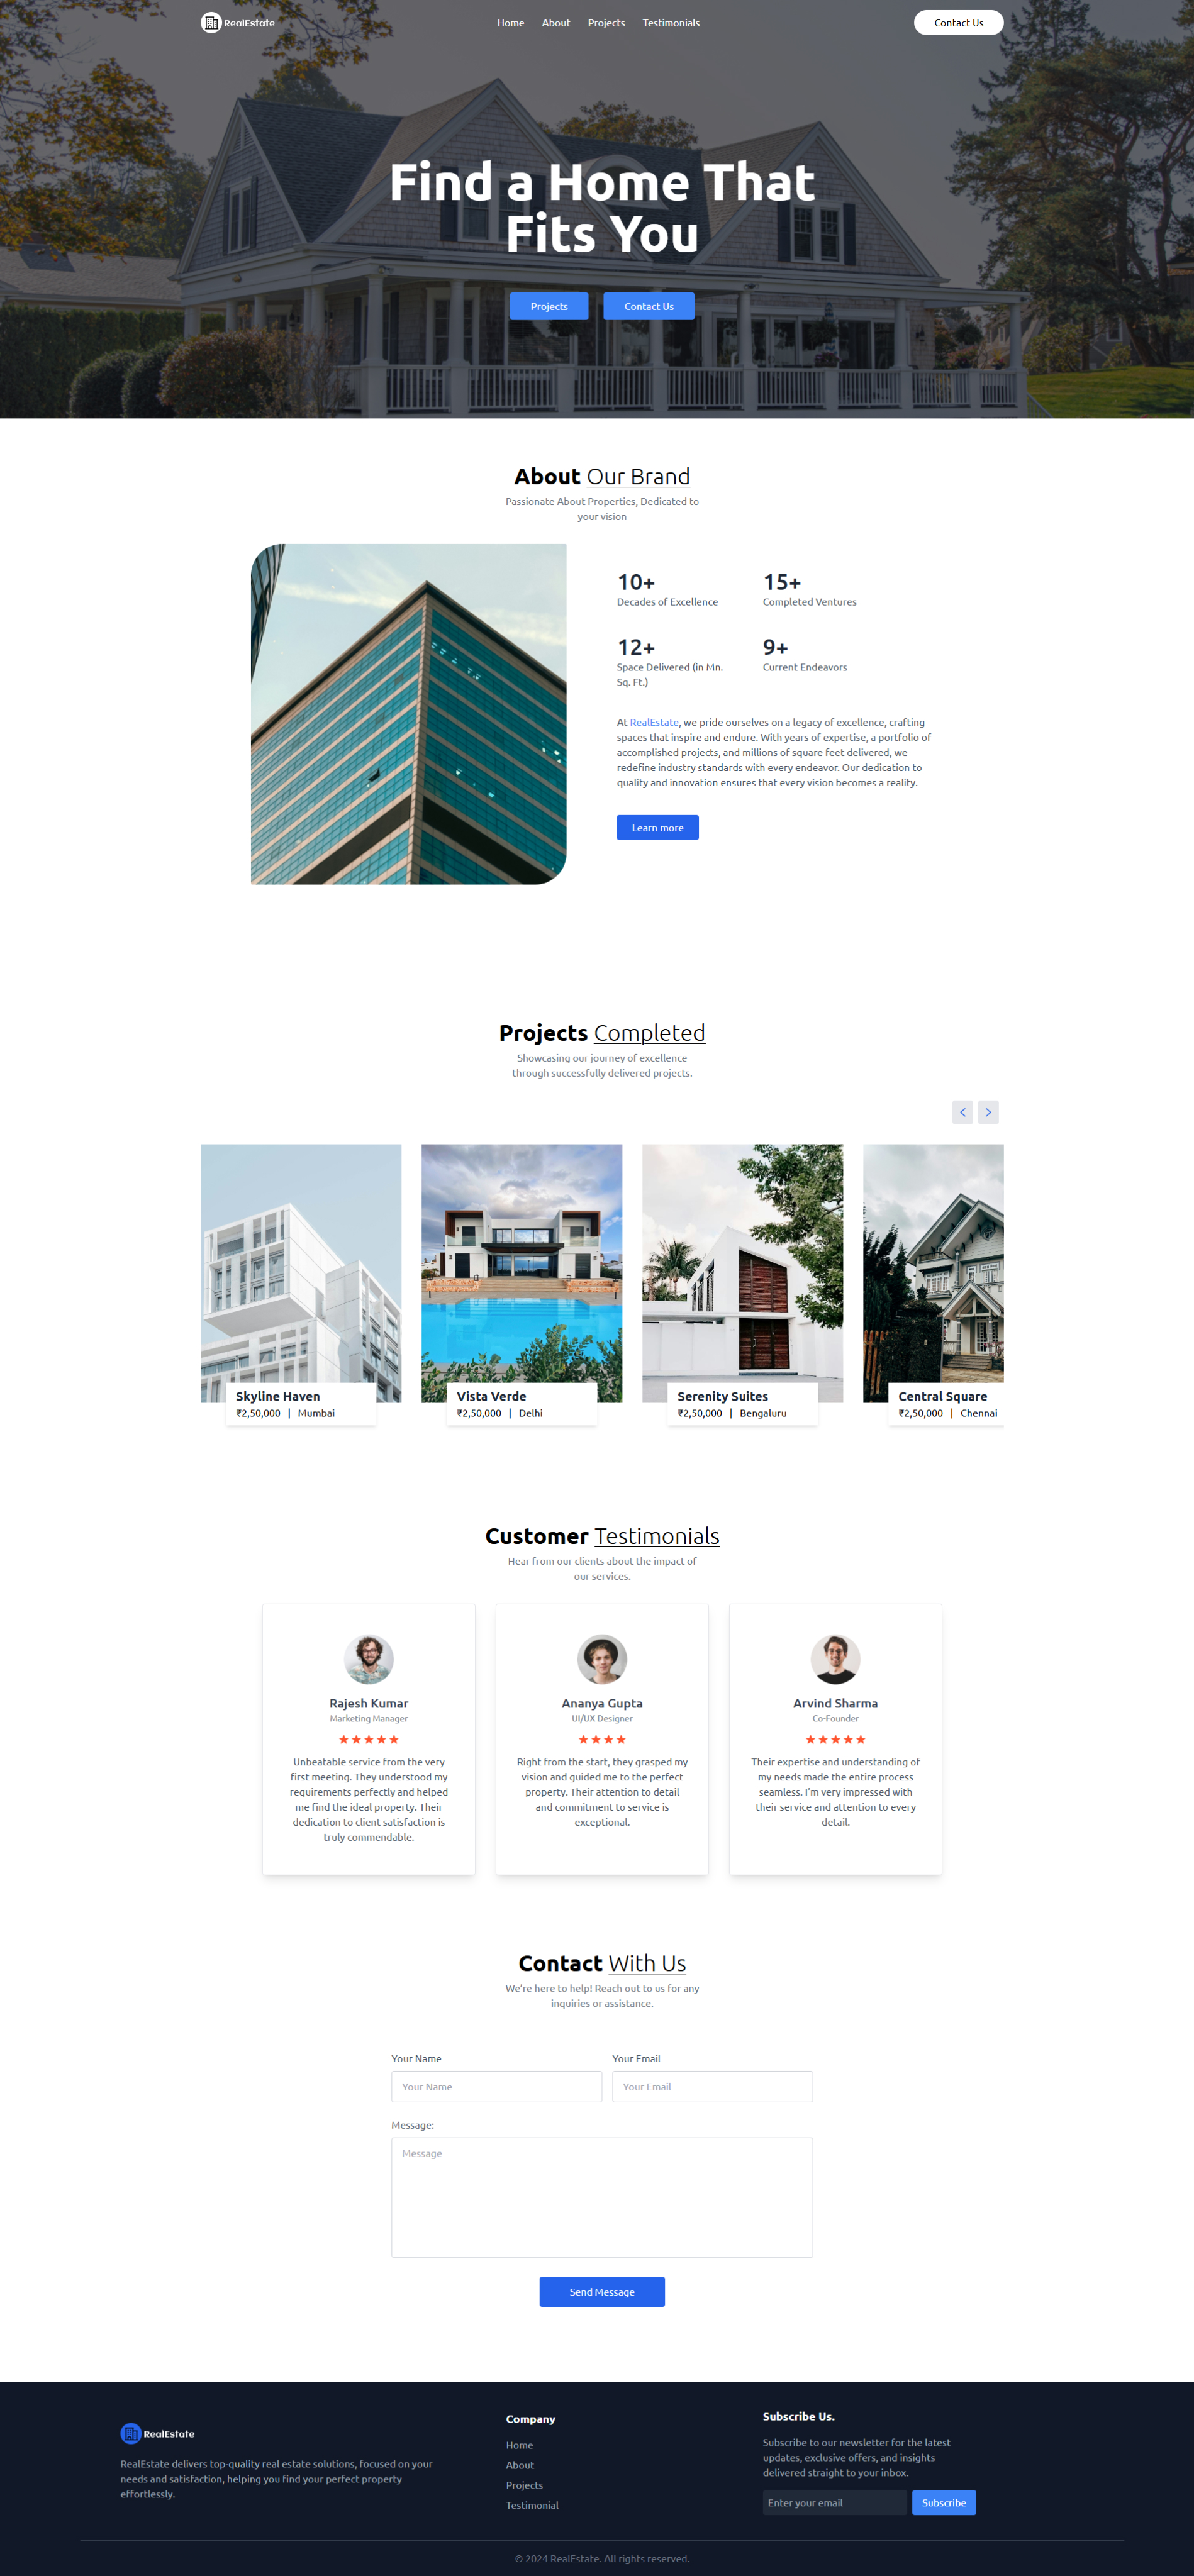 RealEstate
Home About Projects Testimonials
Contact Us
Find a Home That
Fits You
Projects
Contact Us
About Our Brand
Passionate About Properties, Dedicated to
your vision
10+
Decades of Excellence
15+
Completed Ventures
12+
Space Delivered (in Mn.
Sq. Ft.)
9+
Current Endeavors
At RealEstate, we pride ourselves on a legacy of excellence, crafting
spaces that inspire and endure. With years of expertise, a portfolio of
accomplished projects, and millions of square feet delivered, we
redefine industry standards with every endeavor. Our dedication to
quality and innovation ensures that every vision becomes a reality.
Learn more
Projects Completed
Showcasing our journey of excellence
through successfully delivered projects.
Skyline Haven
₹2,50,000 | Mumbai
Vista Verde
₹2,50,000 | Delhi
Serenity Suites
₹2,50,000 | Bengaluru
Central Square
₹2,50,000 | Chennai
Customer Testimonials
Hear from our clients about the impact of
our services.
Rajesh Kumar
Marketing Manager
★★★★★
Unbeatable service from the very
first meeting. They understood my
requirements perfectly and helped
me find the ideal property. Their
dedication to client satisfaction is
truly commendable.
Ananya Gupta
UI/UX Designer
★★★★
Right from the start, they grasped my
vision and guided me to the perfect
property. Their attention to detail
and commitment to service is
exceptional.
Arvind Sharma
Co-Founder
★★★★★
Their expertise and understanding of
my needs made the entire process
seamless. I'm very impressed with
their service and attention to every
detail.
Contact With Us
We're here to help! Reach out to us for any
inquiries or assistance.
Your Name
Your Name
Your Email
Your Email
Message:
Message
Send Message
RealEstate
RealEstate delivers top-quality real estate solutions, focused on your
needs and satisfaction, helping you find your perfect property
effortlessly.
Company
Home
About
Projects
Testimonial
Subscribe Us.
Subscribe to our newsletter for the latest
updates, exclusive offers, and insights
delivered straight to your inbox.
Enter your email
Subscribe
© 2024 RealEstate. All rights reserved.